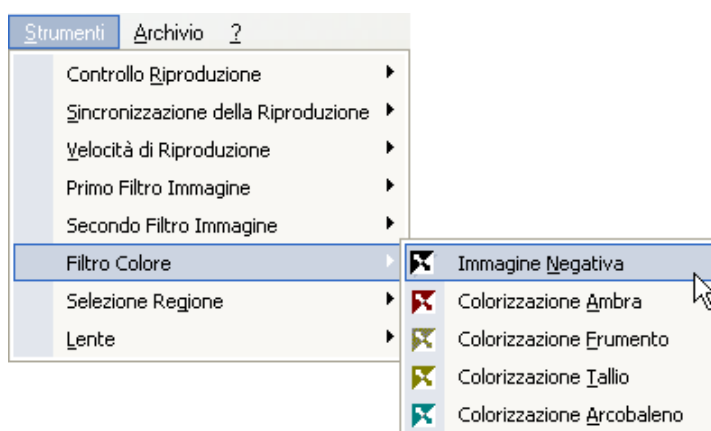 Strumenti Archivio ?
Controllo Riproduzione
Sincronizzazione della Riproduzione
Velocità di Riproduzione
Primo Filtro Immagine
Secondo Filtro Immagine
Filtro Colore
Immagine Negativa
Selezione Regione
Colorizzazione Ambra
Lente
Colorizzazione Frumento
Colorizzazione Tallio
Colorizzazione Arcobaleno